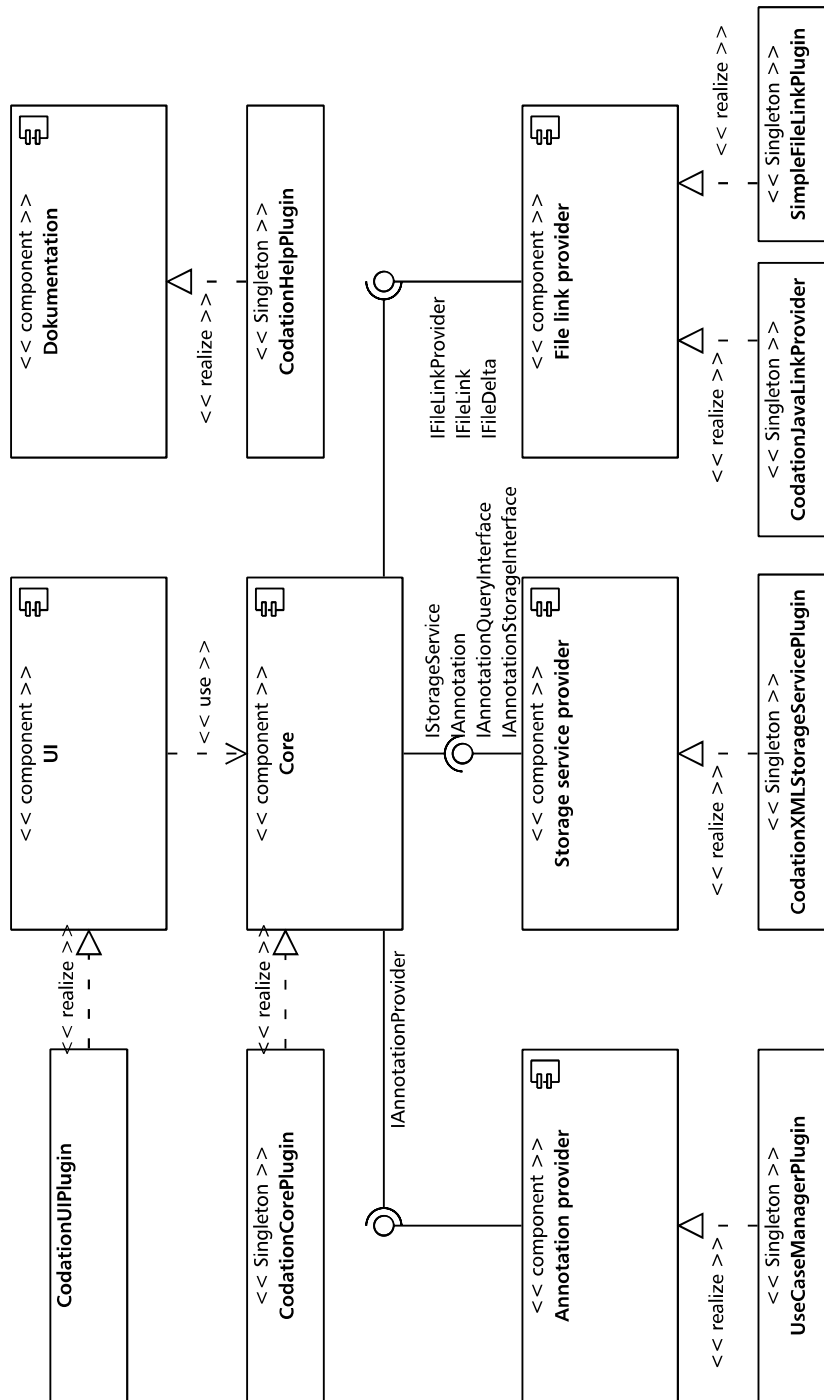 CodationUIPlugin
<< realize >>
<< component >>
UI
<< use >>
<< component >>
Dokumentation
<< realize >>
<< Singleton >>
CodationHelpPlugin
<< Singleton >>
CodationCorePlugin
<< realize >>
<< component >>
Core
IAnnotationProvider
IStorageService
IAnnotation
IAnnotationQueryInterface
IAnnotationStorageInterface
IFileLinkProvider
IFileLink
IFileDelta
<< component >>
Annotation provider
<< component >>
Storage service provider
<< component >>
File link provider
<< realize >>
<< realize >>
<< realize >>
<< realize >>
<< Singleton >>
UseCaseManagerPlugin
<< Singleton >>
CodationXMLStorageServicePlugin
<< Singleton >>
CodationJavaLinkProvider
<< Singleton >>
SimpleFileLinkPlugin